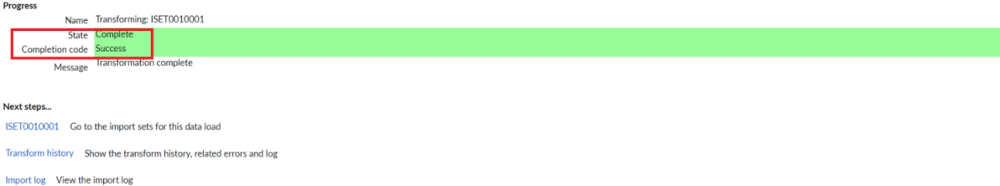 Progress
Name Transforming: ISET0010001
State Complete
Completion code Success
Message Transformation complete
Next steps...
ISET0010001 Go to the import sets for this data load
Transform history Show the transform history, related errors and log
Import log View the import log